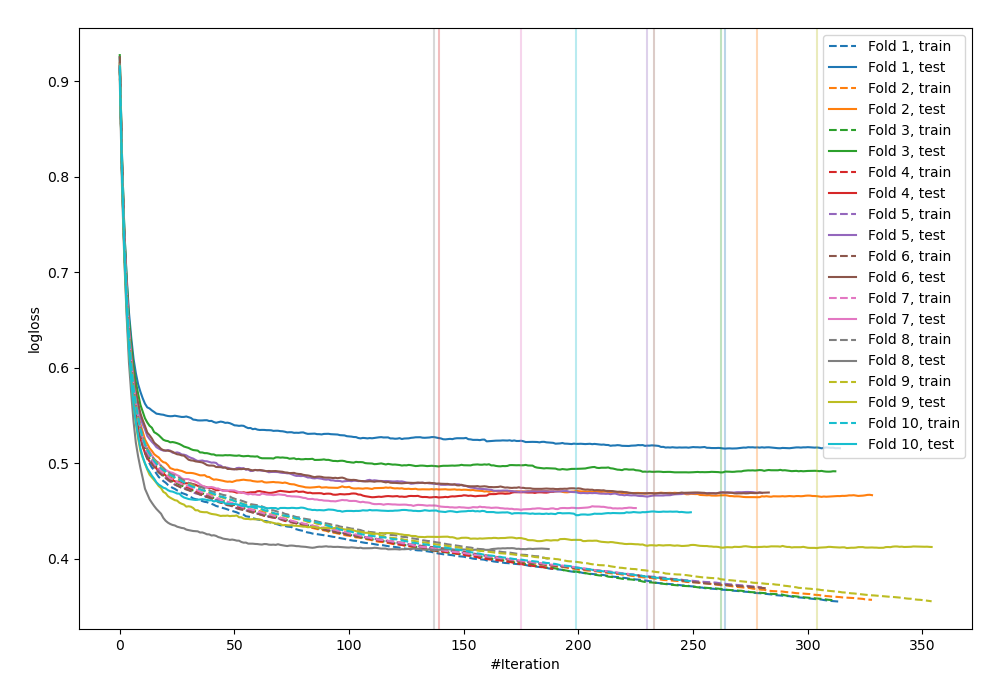 0.9
0.8
0.7
0.6
0.5
0.4
logloss
0
50
100
150
200
250
300
350
#Iteration
Fold 1, train
Fold 1, test
Fold 2, train
Fold 2, test
Fold 3, train
Fold 3, test
Fold 4, train
Fold 4, test
Fold 5, train
Fold 5, test
Fold 6, train
Fold 6, test
Fold 7, train
Fold 7, test
Fold 8, train
Fold 8, test
Fold 9, train
Fold 9, test
Fold 10, train
Fold 10, test